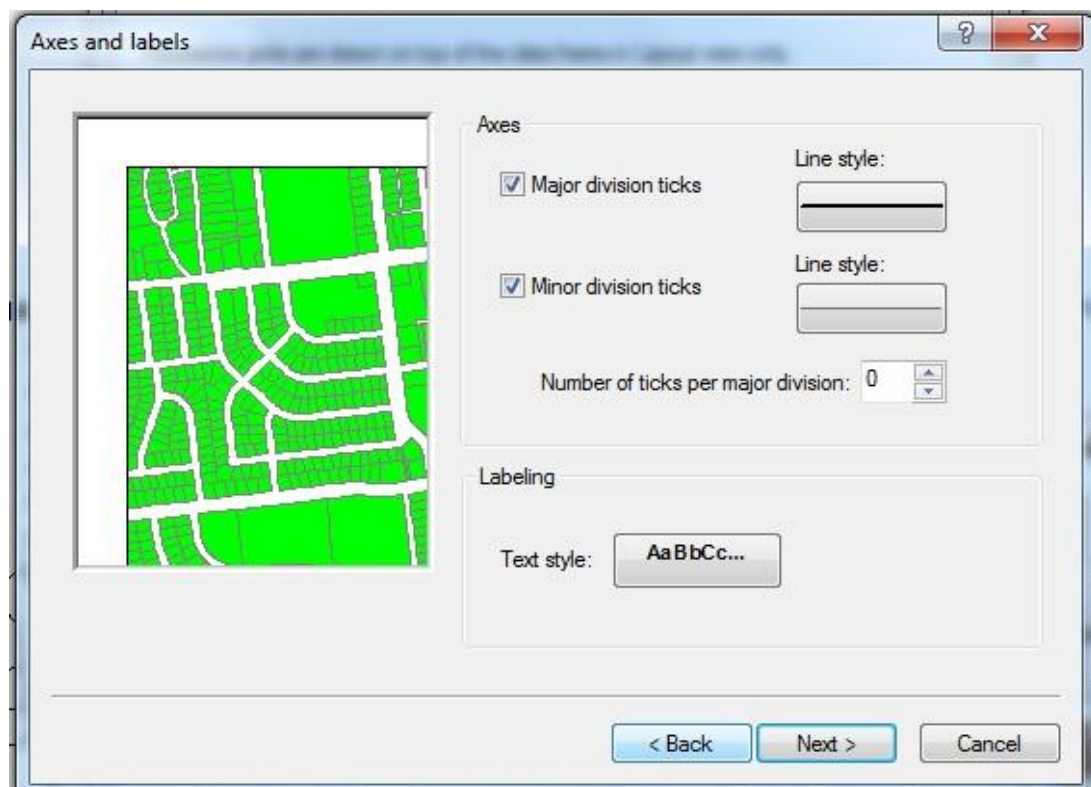 Axes and labels
Axes
Line style:
Major division ticks
Line style:
Minor division ticks
Number of ticks per major division: 0
Labeling
Text style: AaBbCc...
< Back Next > Cancel